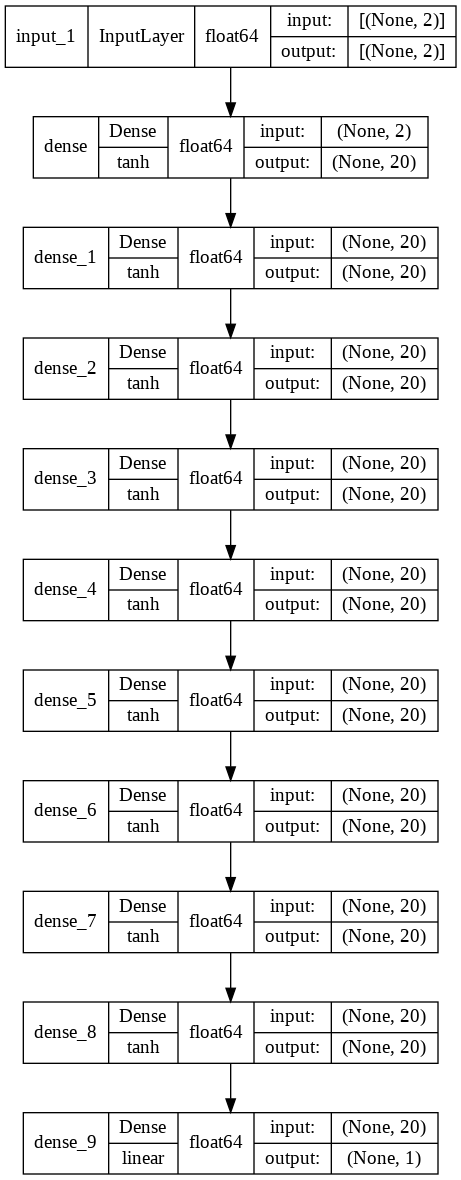 input_1 InputLayer float64 input: [(None, 2)]
output: [(None, 2)]
dense Dense float64 input: (None, 2)
tanh output: (None, 20)
dense_1 Dense float64 input: (None, 20)
tanh output: (None, 20)
dense_2 Dense float64 input: (None, 20)
tanh output: (None, 20)
dense_3 Dense float64 input: (None, 20)
tanh output: (None, 20)
dense_4 Dense float64 input: (None, 20)
tanh output: (None, 20)
dense_5 Dense float64 input: (None, 20)
tanh output: (None, 20)
dense_6 Dense float64 input: (None, 20)
tanh output: (None, 20)
dense_7 Dense float64 input: (None, 20)
tanh output: (None, 20)
dense_8 Dense float64 input: (None, 20)
tanh output: (None, 20)
dense_9 Dense float64 input: (None, 20)
linear output: (None, 1)